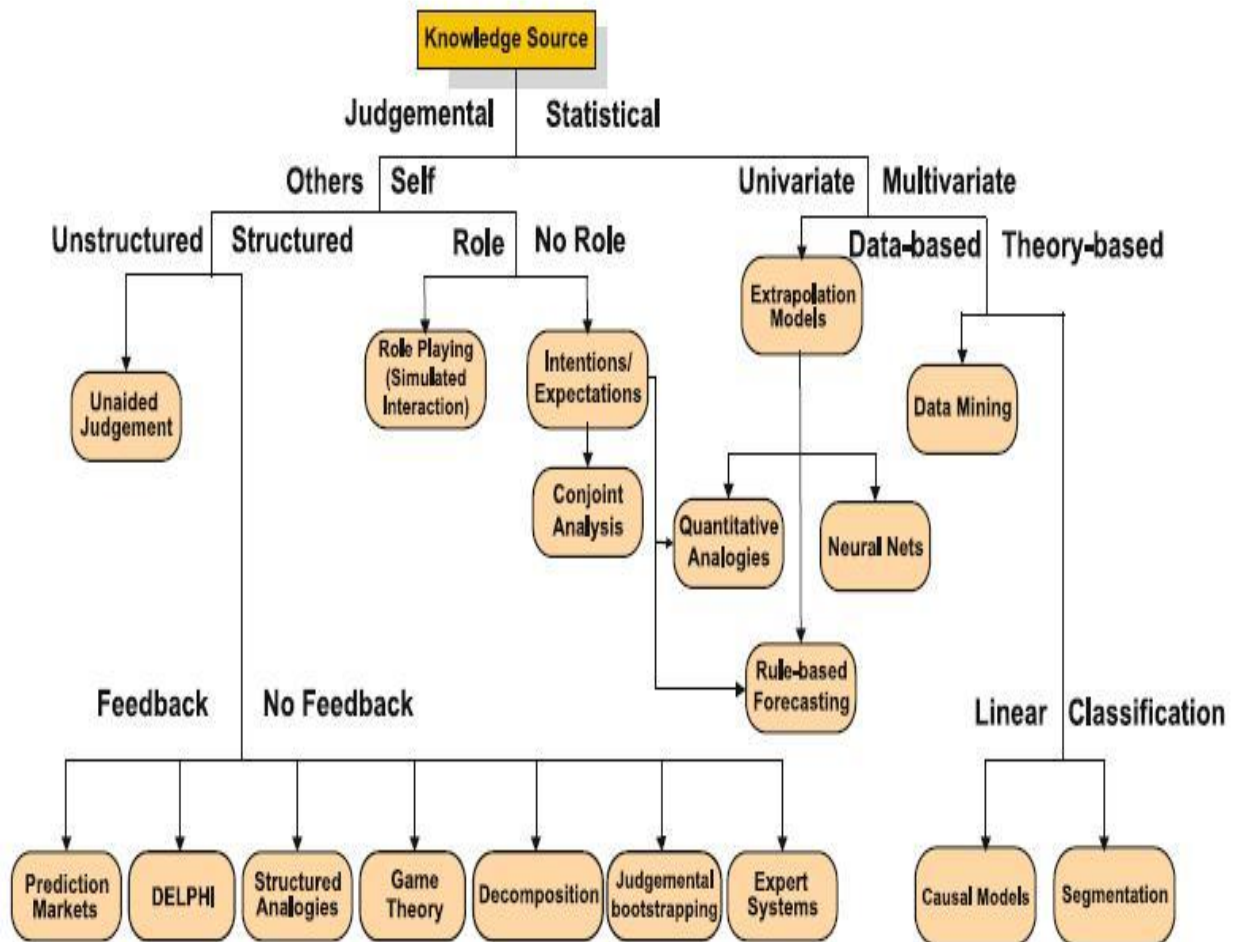 Knowledge Source
Judgemental Statistical
Others Self
Univariate Multivariate
Unstructured Structured
Role No Role
Data-based Theory-based
Extrapolation
Models
Role Playing
(Simulated
Interaction)
Intentions/
Expectations
Unaided
Judgement
Data Mining
Conjoint
Analysis
Quantitative
Analogies
Neural Nets
Rule-based
Forecasting
Feedback No Feedback
Linear Classification
Prediction
Markets
DELPHI
Structured
Analogies
Game
Theory
Decomposition
Judgemental
bootstrapping
Expert
Systems
Causal Models
Segmentation